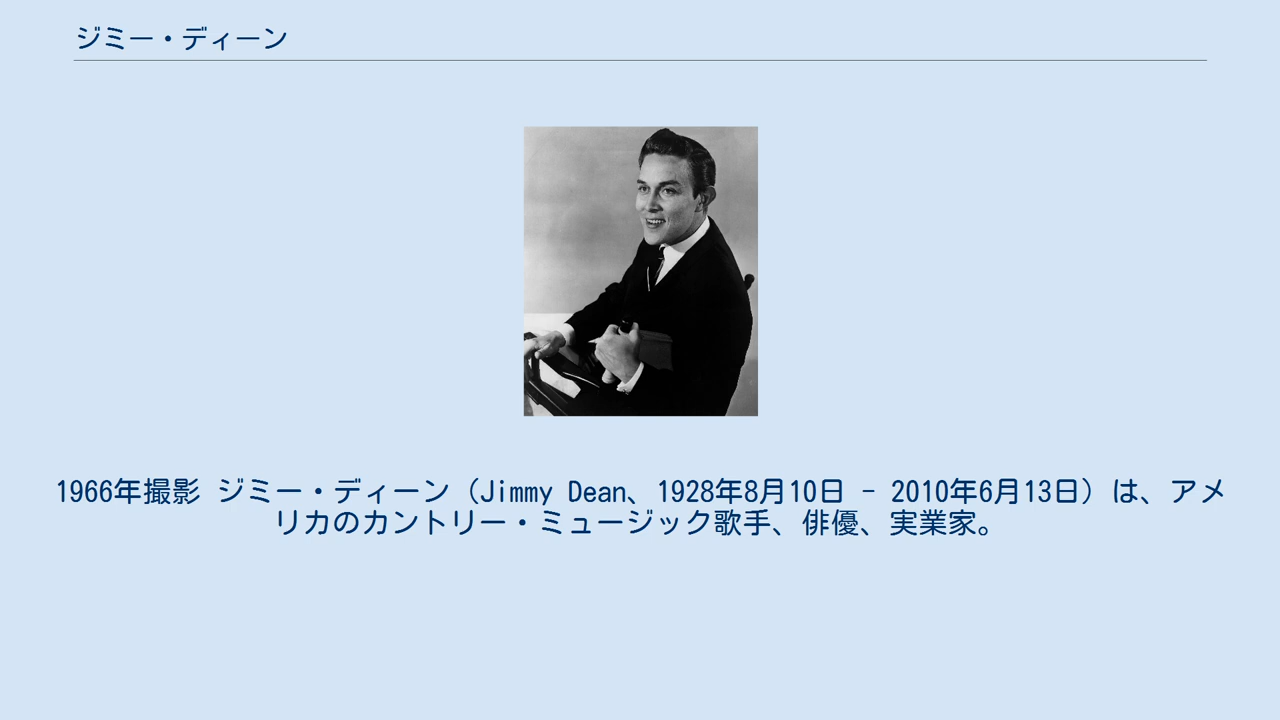 ジミー・ディーン
1966年撮影 ジミー・ディーン（Jimmy Dean、1928年8月10日 - 2010年6月13日）は、アメ
リカのカントリー・ミュージック歌手、俳優、実業家。